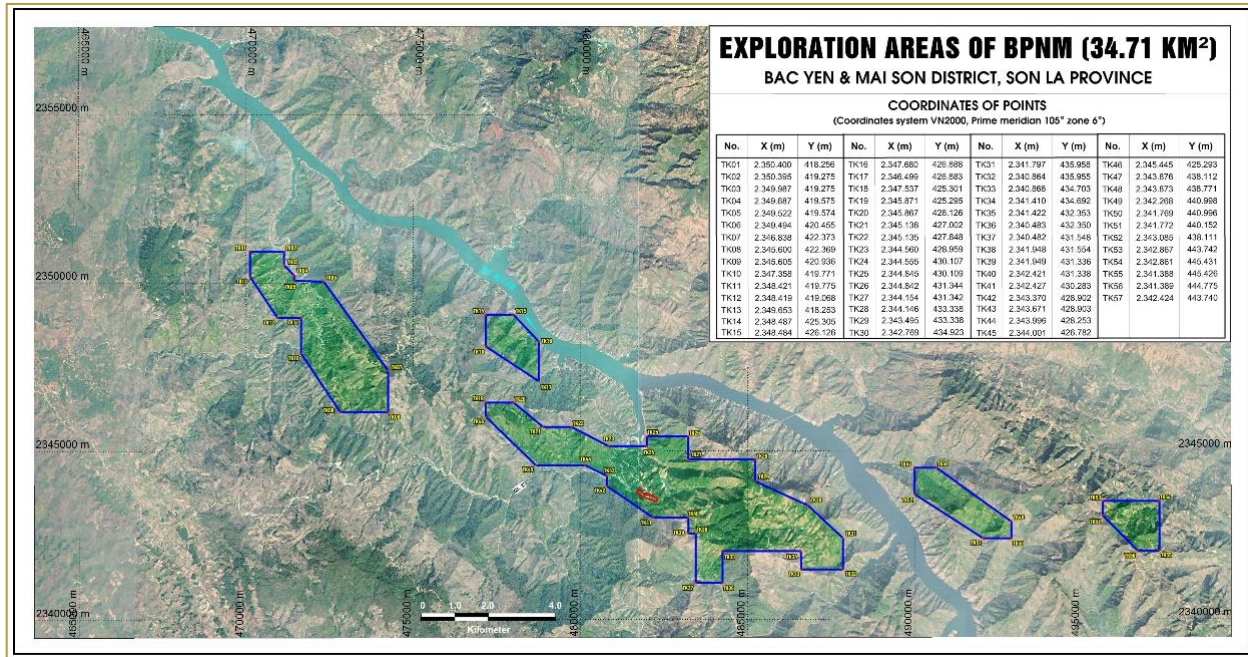 EXPLORATION AREAS OF BPNM (34.71 KM²)
BAC YEN & MAI SON DISTRICT, SON LA PROVINCE
COORDINATES OF POINTS
(Coordinates system VN2000, Prime meridian 105° zone 6°)
No. X (m) Y (m) No. X (m) Y (m) No. X (m) Y (m) No. X (m) Y (m)
TK01 2.350.400 418.256 TK16 2.347.680 426.888 TK31 2.341.797 435.958 TK46 2.345.445 425.293
TK02 2.350.395 419.275 TK17 2.346.499 426.883 TK32 2.340.864 435.955 TK47 2.343.876 438.112
TK03 2.349.987 419.275 TK18 2.347.537 425.301 TK33 2.340.868 434.703 TK48 2.343.873 438.771
TK04 2.349.687 419.575 TK19 2.345.871 425.295 TK34 2.341.410 434.692 TK49 2.342.268 440.998
TK05 2.349.522 419.574 TK20 2.345.867 426.126 TK35 2.341.422 432.353 TK50 2.341.769 440.996
TK06 2.349.494 420.455 TK21 2.345.138 427.002 TK36 2.340.483 432.350 TK51 2.341.772 440.152
TK07 2.346.838 422.373 TK22 2.345.135 427.848 TK37 2.340.482 431.548 TK52 2.343.085 438.111
TK08 2.345.600 422.369 TK23 2.344.560 428.959 TK38 2.341.948 431.554 TK53 2.342.867 443.742
TK09 2.345.605 420.936 TK24 2.344.555 430.107 TK39 2.341.949 431.336 TK54 2.342.861 445.431
TK10 2.347.358 419.771 TK25 2.344.845 430.109 TK40 2.342.421 431.338 TK55 2.341.388 445.426
TK11 2.348.421 419.775 TK26 2.344.842 431.344 TK41 2.342.427 430.283 TK56 2.341.389 444.775
TK12 2.348.419 419.068 TK27 2.344.154 431.342 TK42 2.343.370 428.902 TK57 2.342.424 443.740
TK13 2.349.653 418.253 TK28 2.344.146 433.338 TK43 2.343.671 428.903
TK14 2.348.487 425.305 TK29 2.343.495 433.338 TK44 2.343.996 428.253
TK15 2.348.484 426.126 TK30 2.342.769 434.923 TK45 2.344.001 426.782
465000 m
470000 m
475000 m
480000 m
2355000 m
2350000 m
2345000 m
2345000 m
2340000 m
2340000 m
465000 m
470000 m
475000 m
480000 m
485000 m
490000 m
495000 m
0 1.0 2.0 4.0
Kilometer